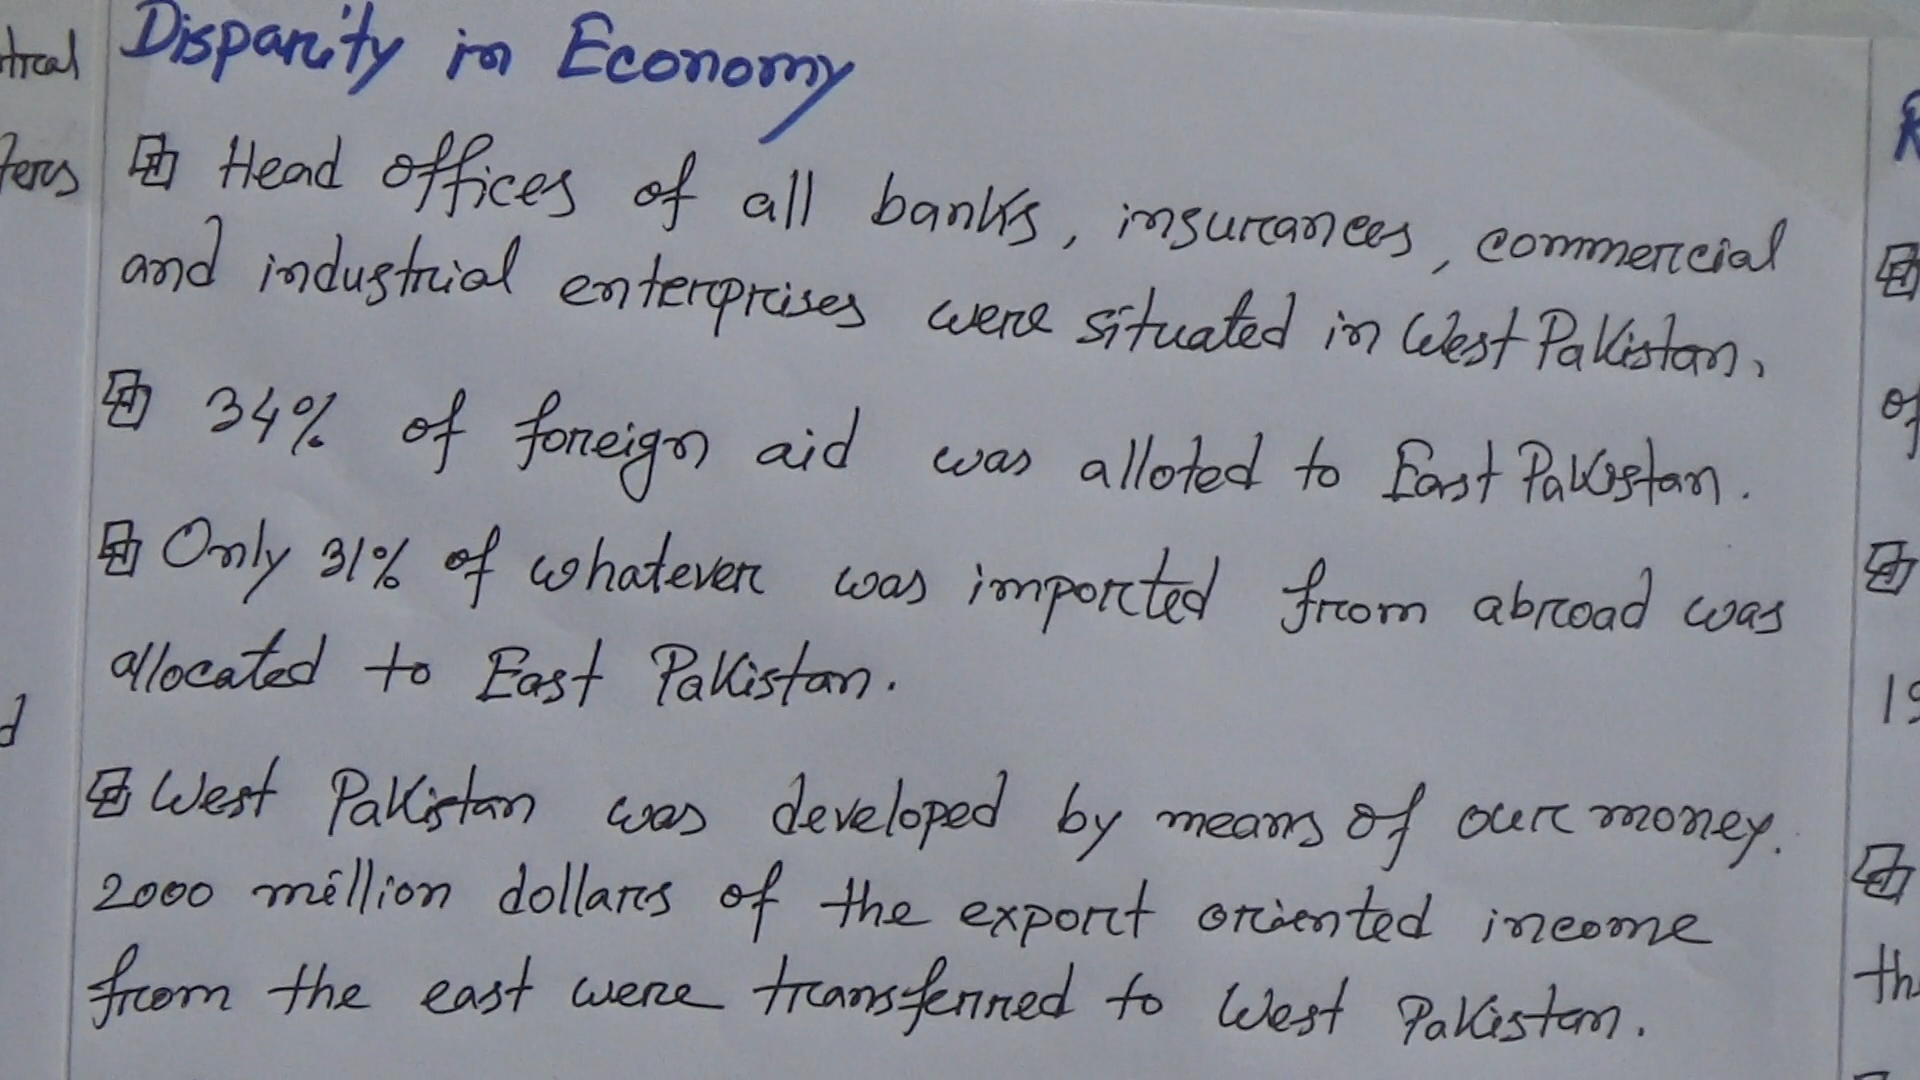 Disparity in Economy
Head offices of all banks, insurances, commercial
and industrial enterprises were situated in West Pakistan.
34% of foreign aid was alloted to East Pakistan.
Only 31% of whatever was imported from abroad was
allocated to East Pakistan.
West Pakistan was developed by means of our money.
2000 million dollars of the export oriented income
from the east were transferred to West Pakistan.